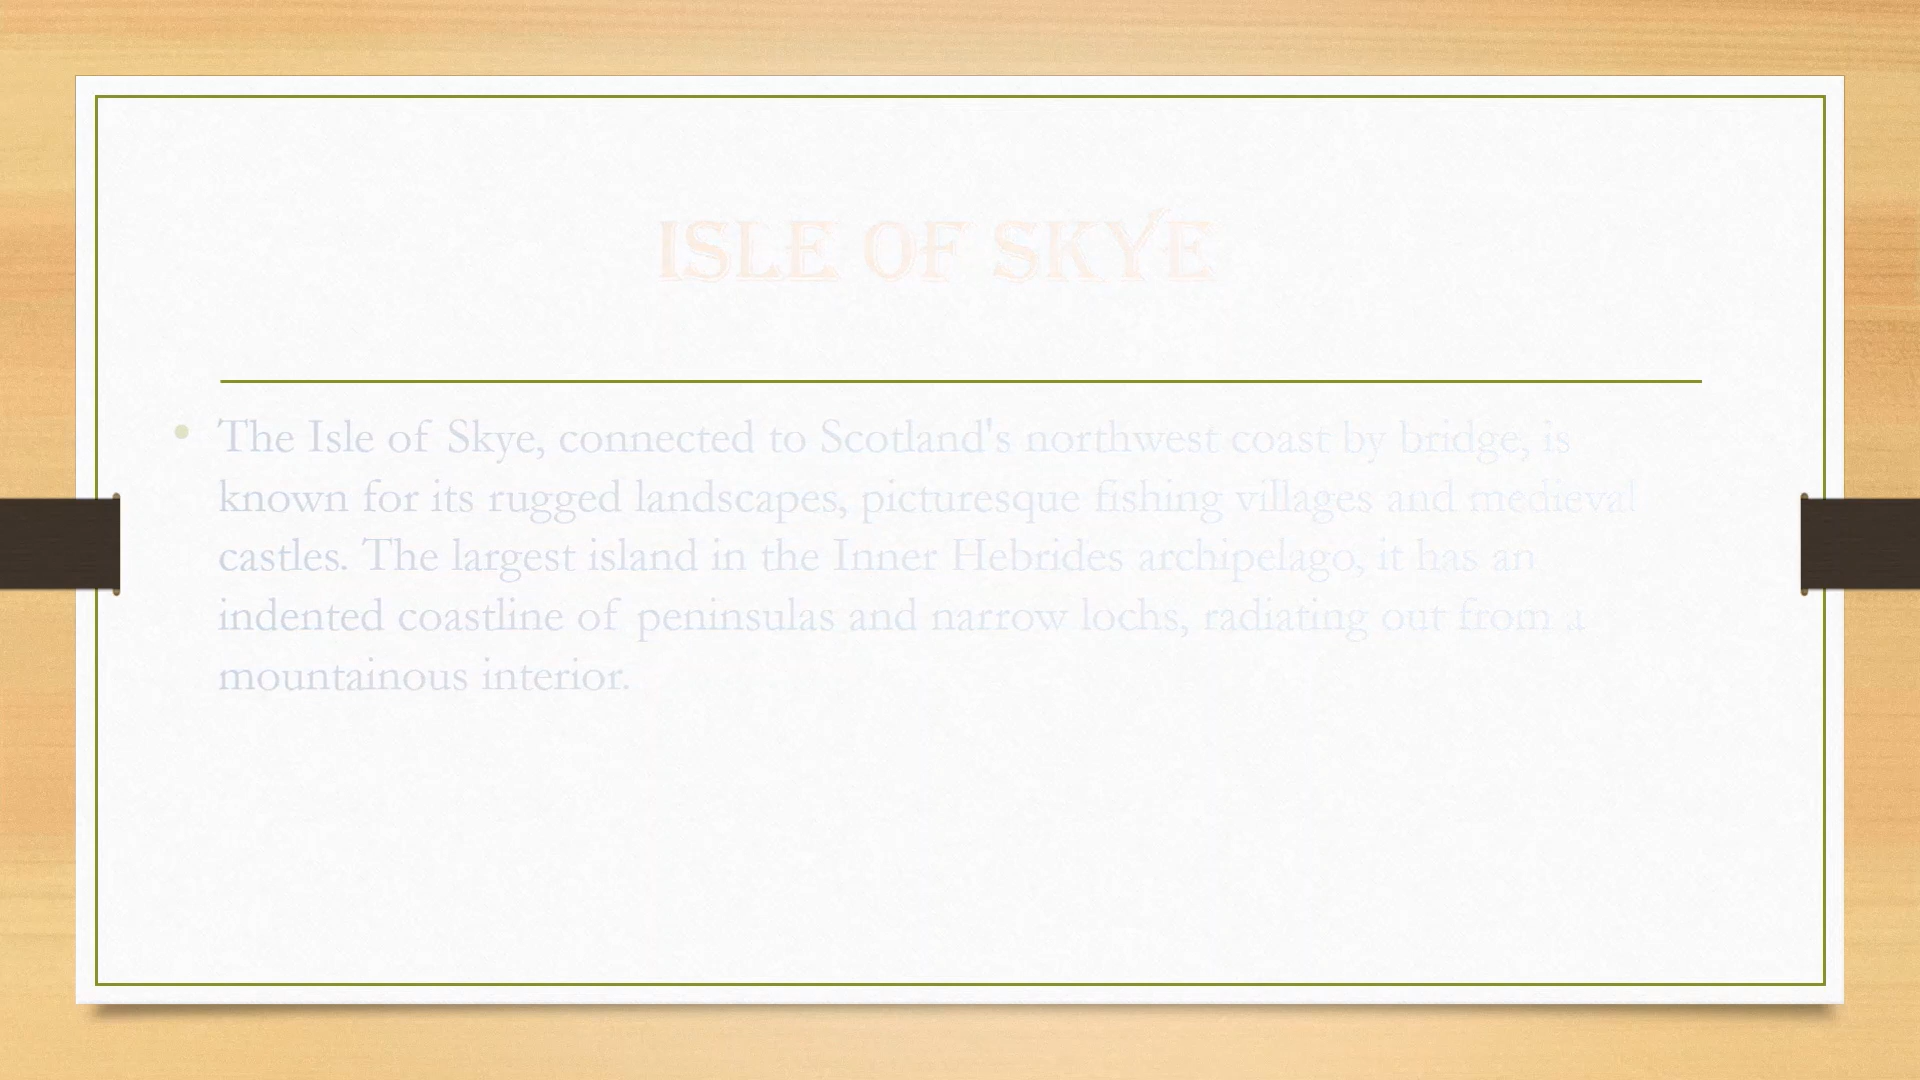 ISLE OF SKYE
• The Isle of Skye, connected to Scotland's northwest coast by bridge, is
known for its rugged landscapes, picturesque fishing villages and medieval
castles. The largest island in the Inner Hebrides archipelago, it has an
indented coastline of peninsulas and narrow lochs, radiating out from a
mountainous interior.